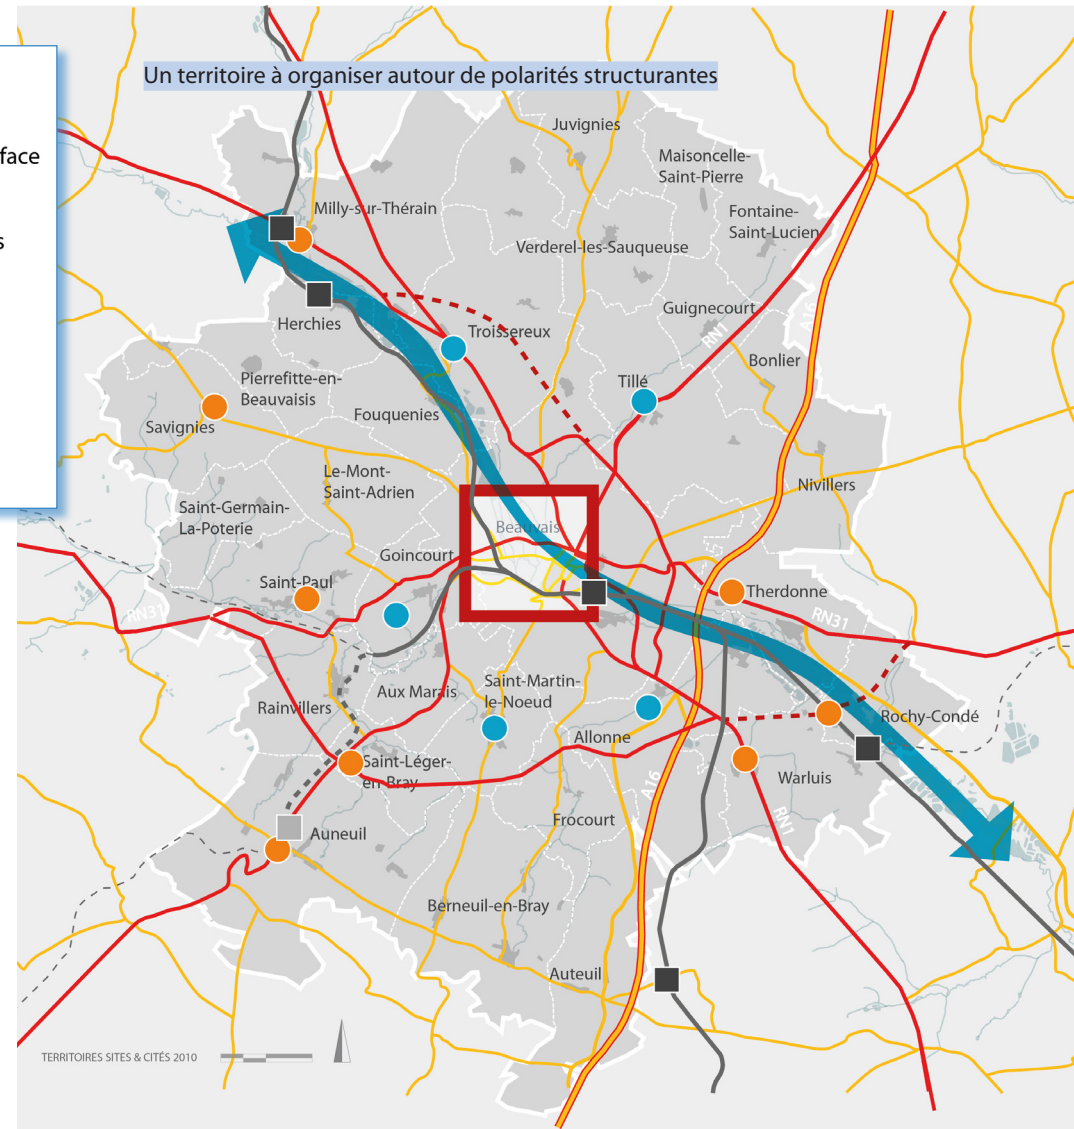 Un territoire à organiser autour de polarités structurantes
face
s
Juvignies
Maisoncelle-
Saint-Pierre
Milly-sur-Thérain
Fontaine-
Saint-Lucien
Verderel-les-Sauqueuse
Guignecourt
A16
Herchies
Troissereux
RN1
Bonlier
Pierrefitte-en-
Beauvaisis
Tillé
Savignies
Fouquenies
Le-Mont-
Saint-Adrien
Nivillers
Saint-Germain-
La-Poterie
Beauvais
Goincourt
Saint-Paul
Therdonne
RN31
RN31
Aux Marais
Saint-Martin-
le-Noeud
Rainvillers
Rochy-Condé
Allonne
Saint-Léger-
en-Bray
Warluis
A16
RN1
Frocourt
Auneuil
Berneuil-en-Bray
Auteuil
TERRITOIRES SITES & CITÉS 2010